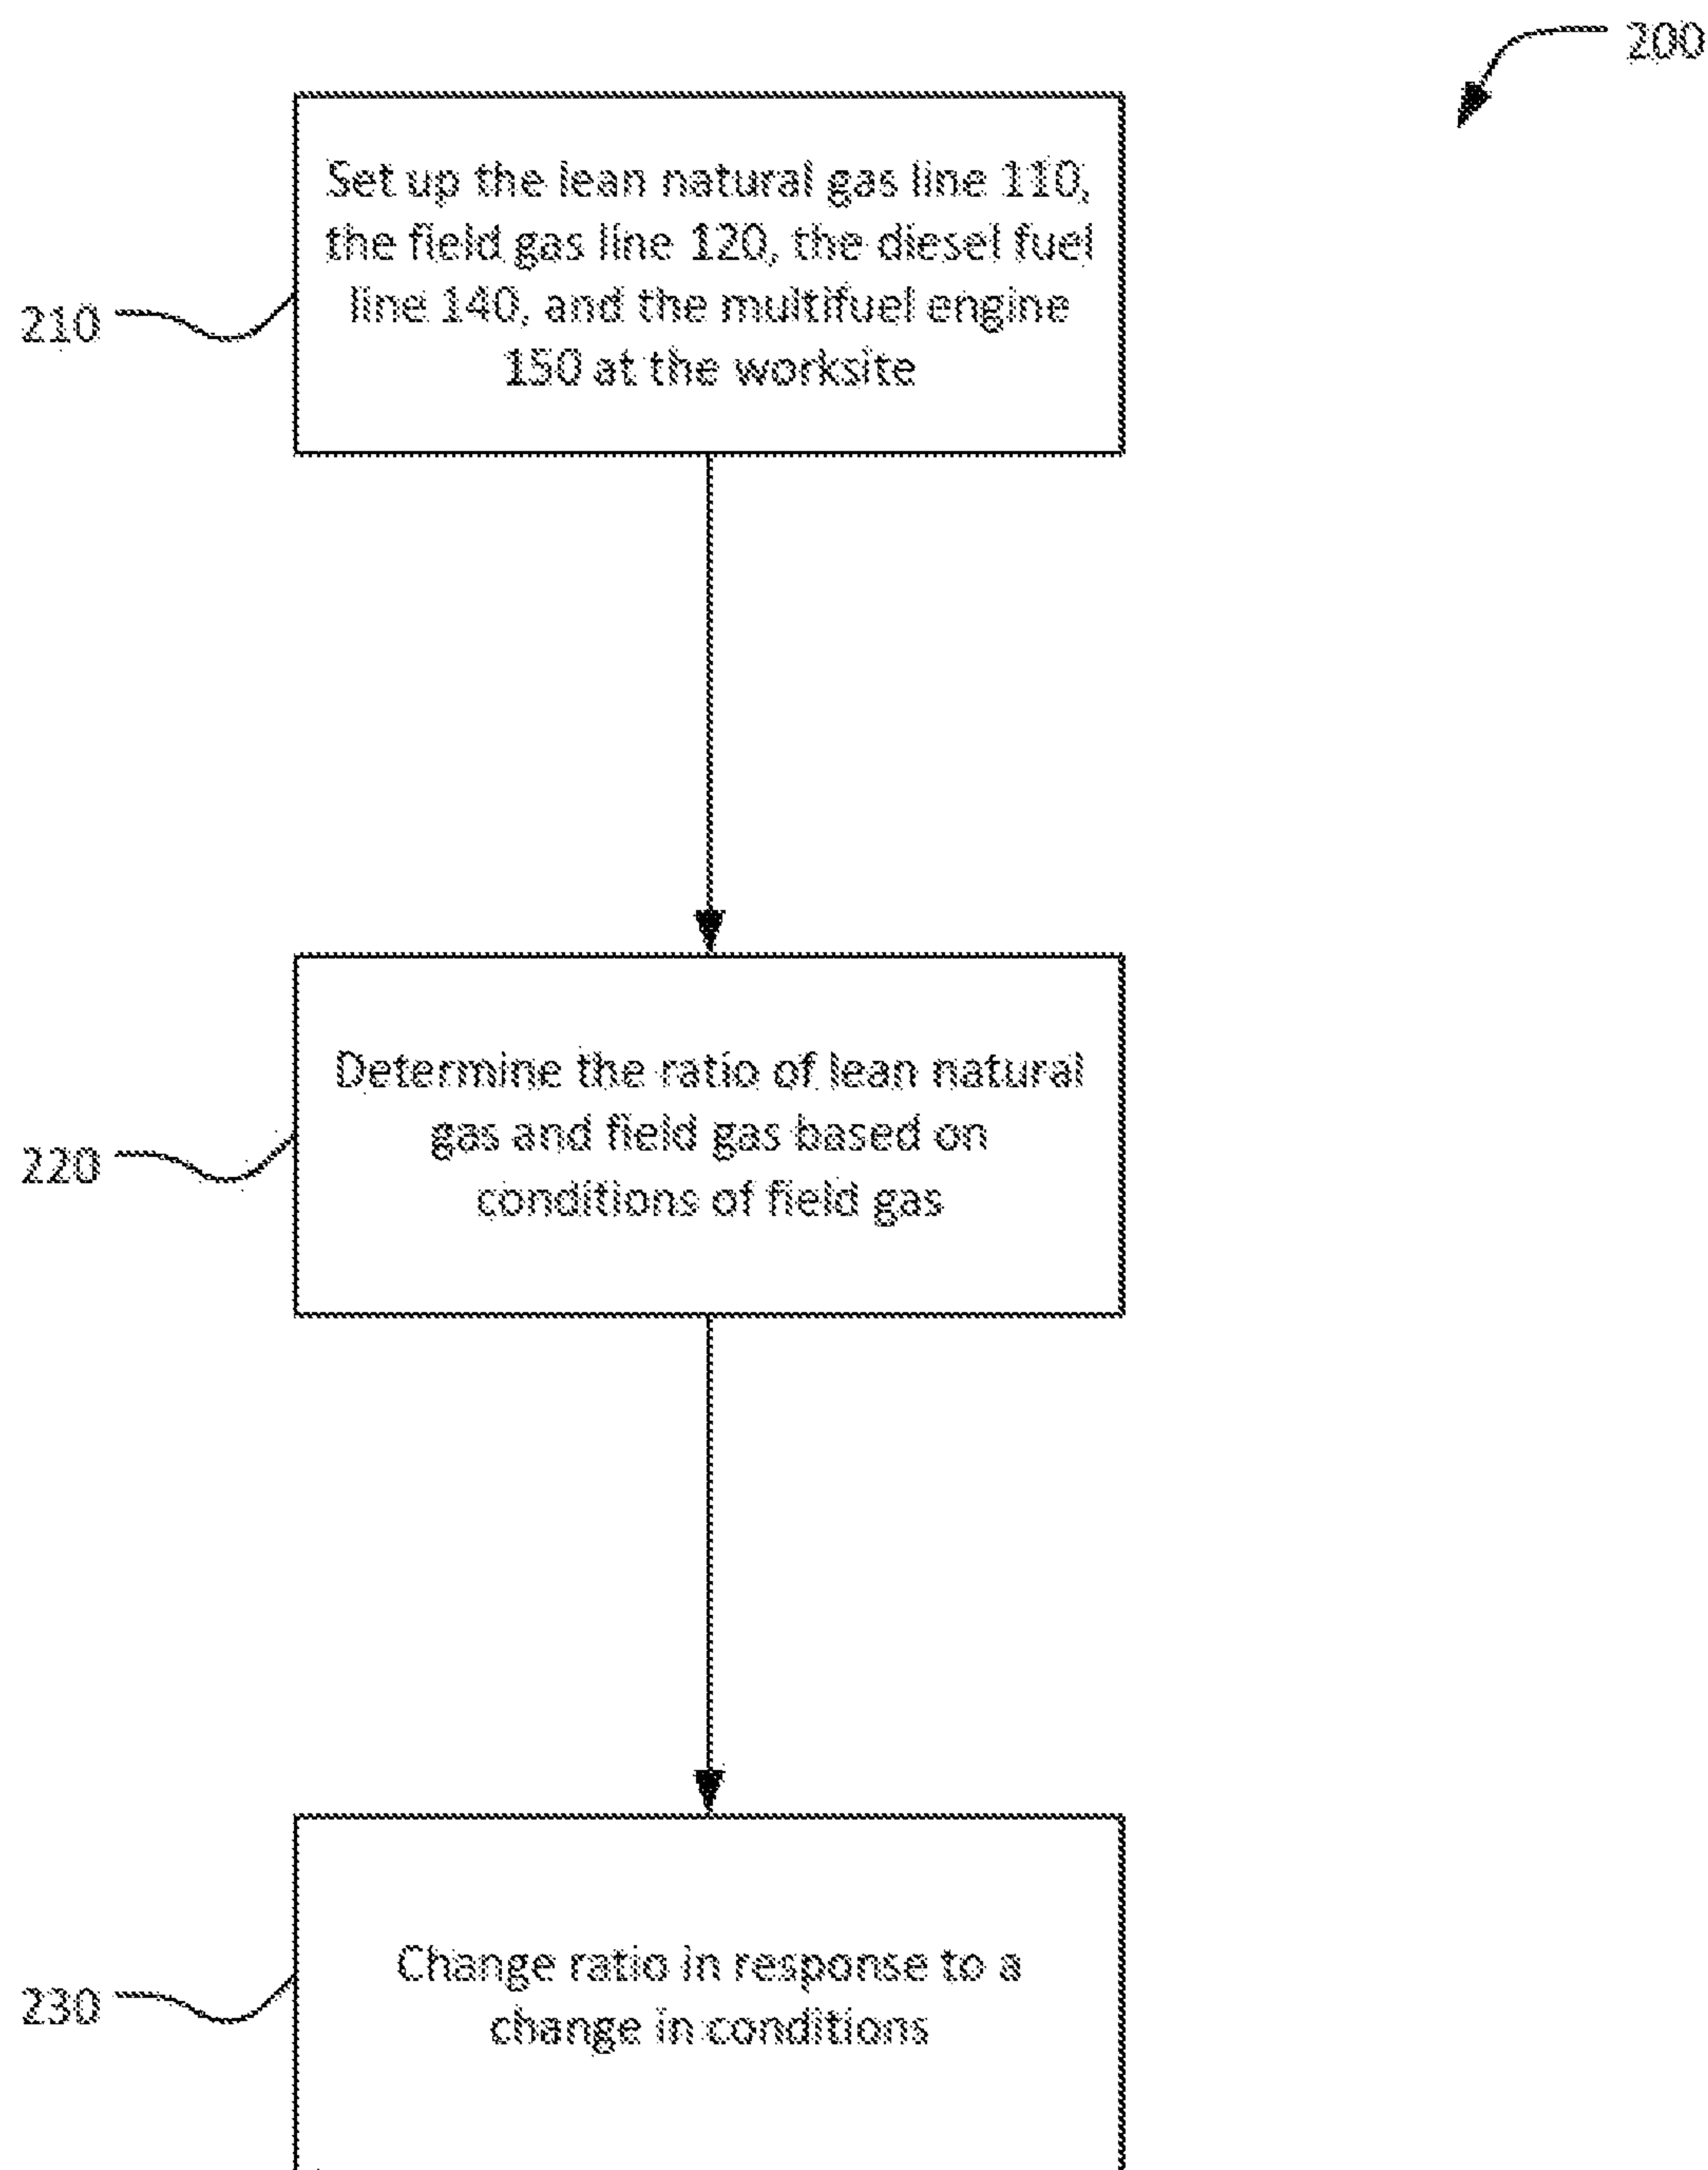 200
Set up the lean natural gas line 110,
the field gas line 120, the diesel fuel
line 140, and the multifuel engine
150 at the worksite
210
Determine the ratio of lean natural
gas and field gas based on
conditions of field gas
220
Change ratio in response to a
change in conditions
230